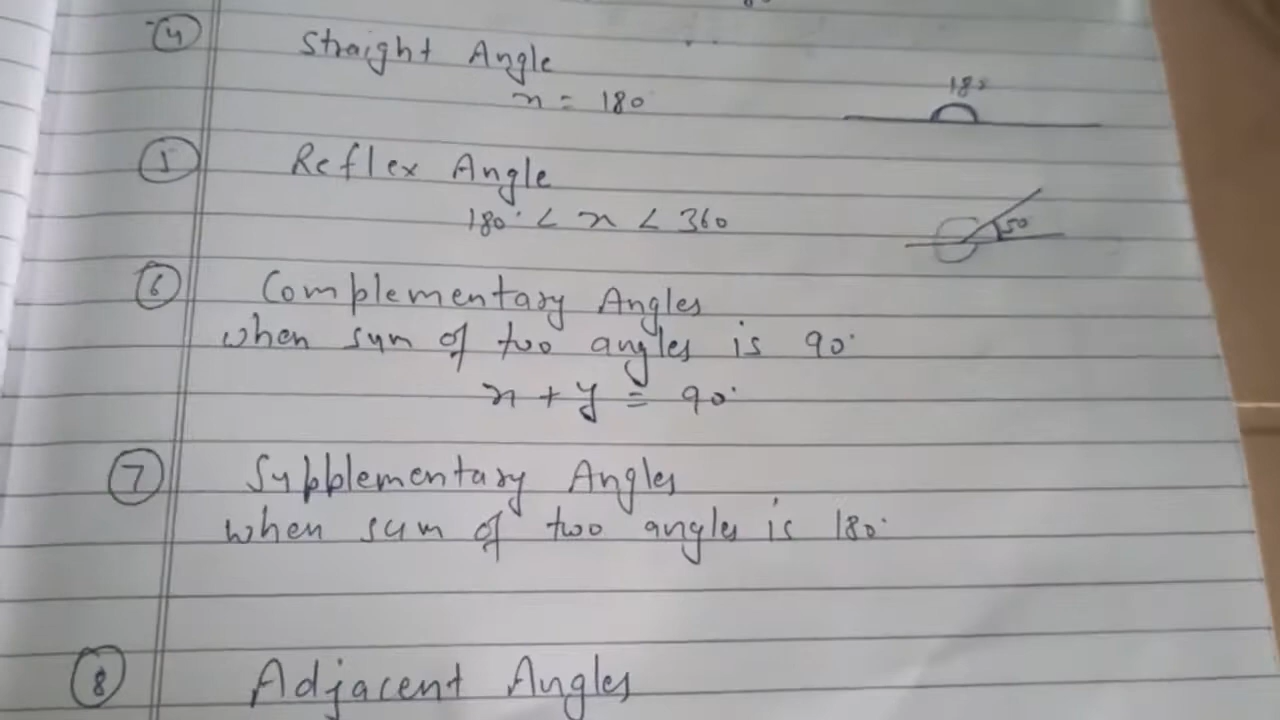 4 Straight Angle
x = 180
180
5 Reflex Angle
180° < x < 360
50
6 Complementary Angles
when sum of two angles is 90°
x + y = 90°
7 Supplementary Angles
when sum of two angles is 180°
8 Adjacent Angles